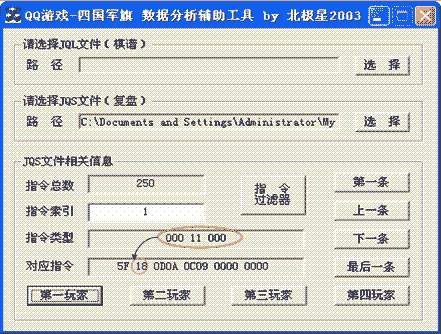 QQ游戏-四国军旗 数据分析辅助工具 by 北极星2003
请选择JQL文件(棋谱)
路 径
选 择
请选择JQS文件(复盘)
路 径 C:\Documents and Settings\Administrator\My
选 择
JQS文件相关信息
指令总数 250
指 令
过滤器
第一条
指令索引 1
上一条
指令类型 000 11 000
下一条
对应指令 5F 18 0D0A 0C09 0000 0000
最后一条
第一玩家 第二玩家 第三玩家 第四玩家